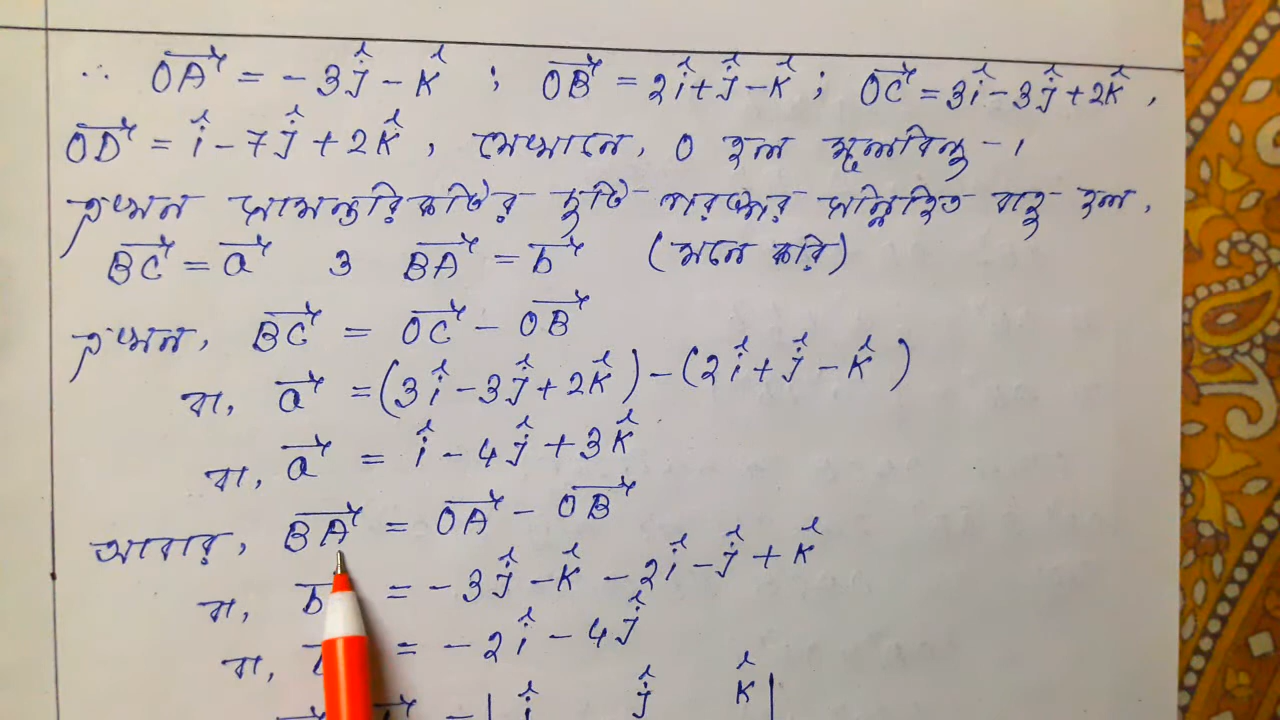 ∴ OA⃗ = - 3ĵ - k̂ ; OB⃗ = 2î + ĵ - k̂ ; OC⃗ = 3î - 3ĵ + 2k̂ ,
OD⃗ = î - 7ĵ + 2k̂ , যেখানে, O হল মূলবিন্দু ।
এখন সামান্তরিকটির দুটি পরস্পর সন্নিহিত বাহু হল,
BC⃗ = a⃗ ও BA⃗ = b⃗ (মনে করি)
এখন, BC⃗ = OC⃗ - OB⃗
বা, a⃗ = (3î - 3ĵ + 2k̂) - (2î + ĵ - k̂)
বা, a⃗ = î - 4ĵ + 3k̂
আবার, BA⃗ = OA⃗ - OB⃗
বা, b = - 3ĵ - k̂ - 2î - ĵ + k̂
বা, = - 2î - 4ĵ
= | î ĵ k̂ |